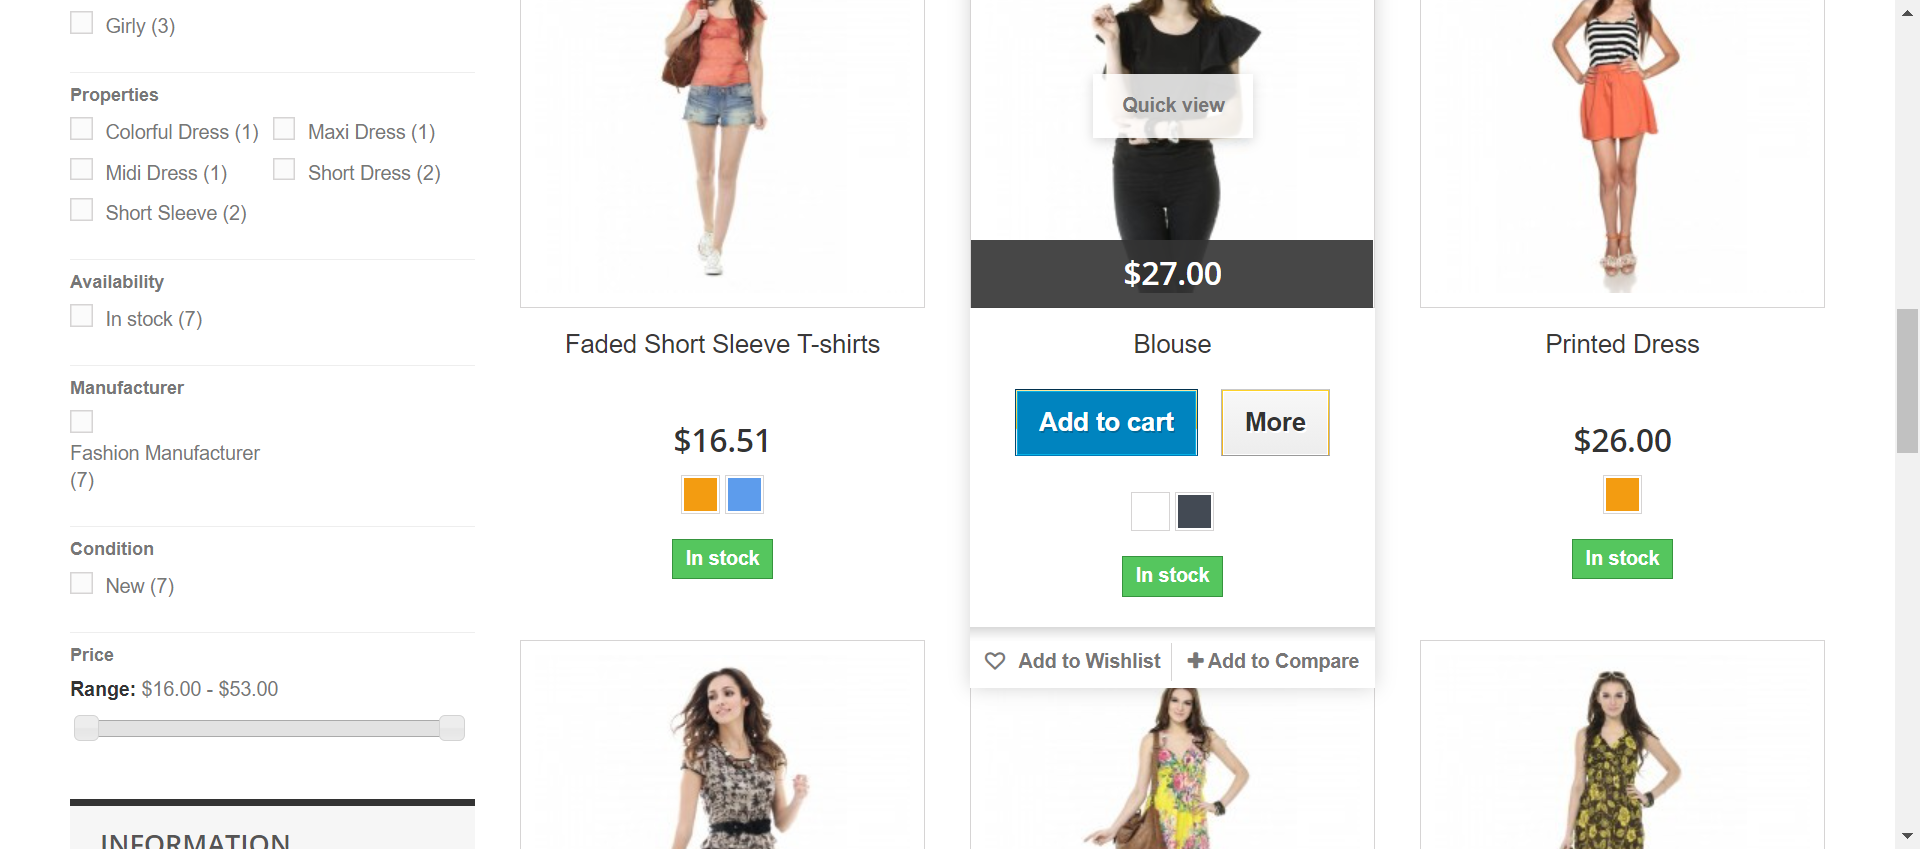 Girly (3)
Properties
Colorful Dress (1)
Maxi Dress (1)
Midi Dress (1)
Short Dress (2)
Short Sleeve (2)
Availability
In stock (7)
Manufacturer
Fashion Manufacturer
(7)
Condition
New (7)
Price
Range: $16.00 - $53.00
INFORMATION
Faded Short Sleeve T-shirts
$16.51
In stock
Quick view
$27.00
Blouse
Add to cart
More
In stock
Add to Wishlist
Add to Compare
Printed Dress
$26.00
In stock